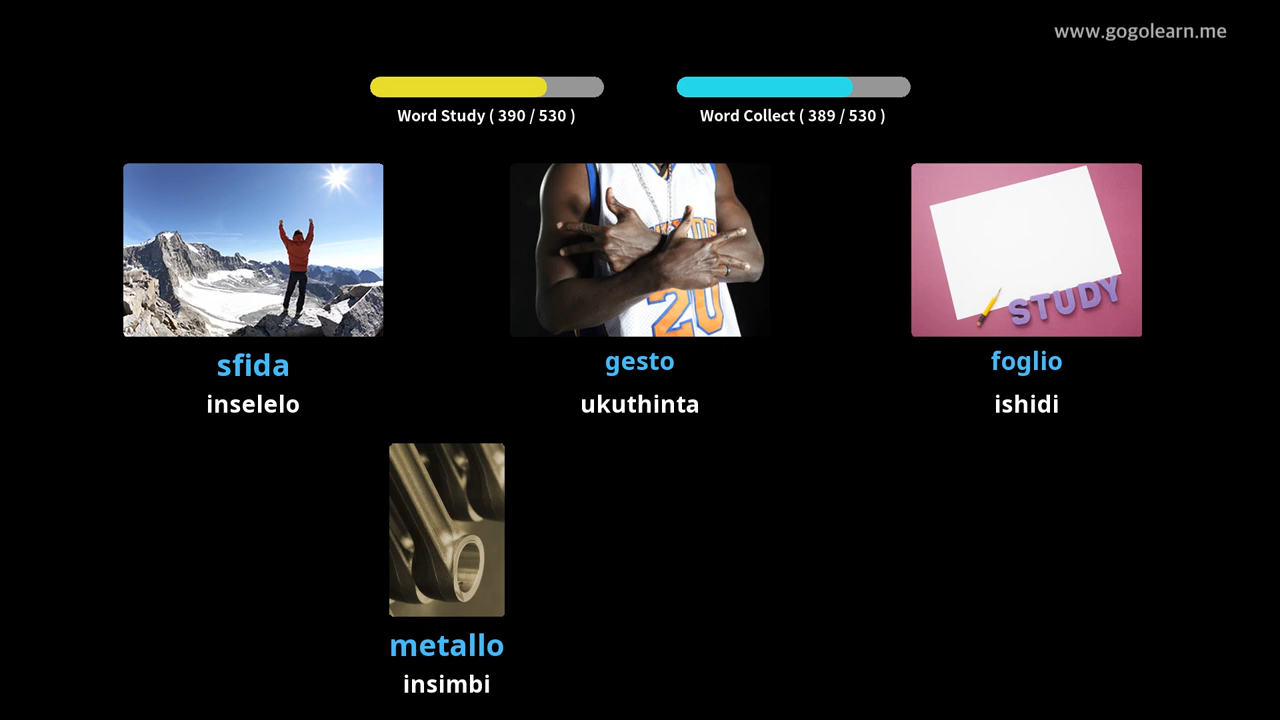 www.gogolearn.me
Word Study ( 390 / 530 )
Word Collect ( 389 / 530 )
20
STUDY
sfida
gesto
foglio
inselelo
ukuthinta
ishidi
metallo
insimbi